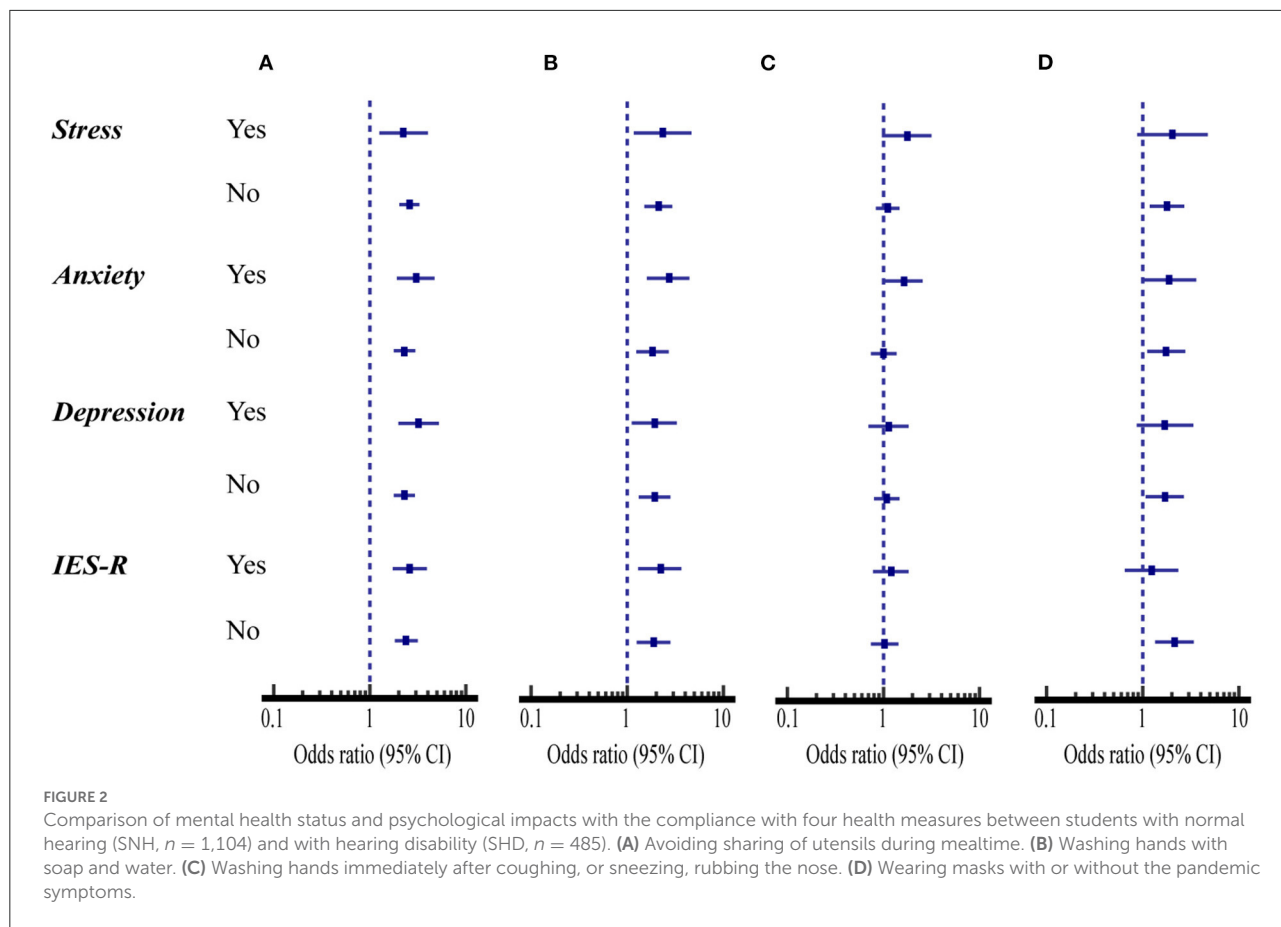 A B C D
Stress Yes
No
Anxiety Yes
No
Depression Yes
No
IES-R Yes
No
0.1 1 10 0.1 1 10 0.1 1 10 0.1 1 10
Odds ratio (95% CI) Odds ratio (95% CI) Odds ratio (95% CI) Odds ratio (95% CI)
FIGURE 2
Comparison of mental health status and psychological impacts with the compliance with four health measures between students with normal
hearing (SNH, n = 1,104) and with hearing disability (SHD, n = 485). (A) Avoiding sharing of utensils during mealtime. (B) Washing hands with
soap and water. (C) Washing hands immediately after coughing, or sneezing, rubbing the nose. (D) Wearing masks with or without the pandemic
symptoms.